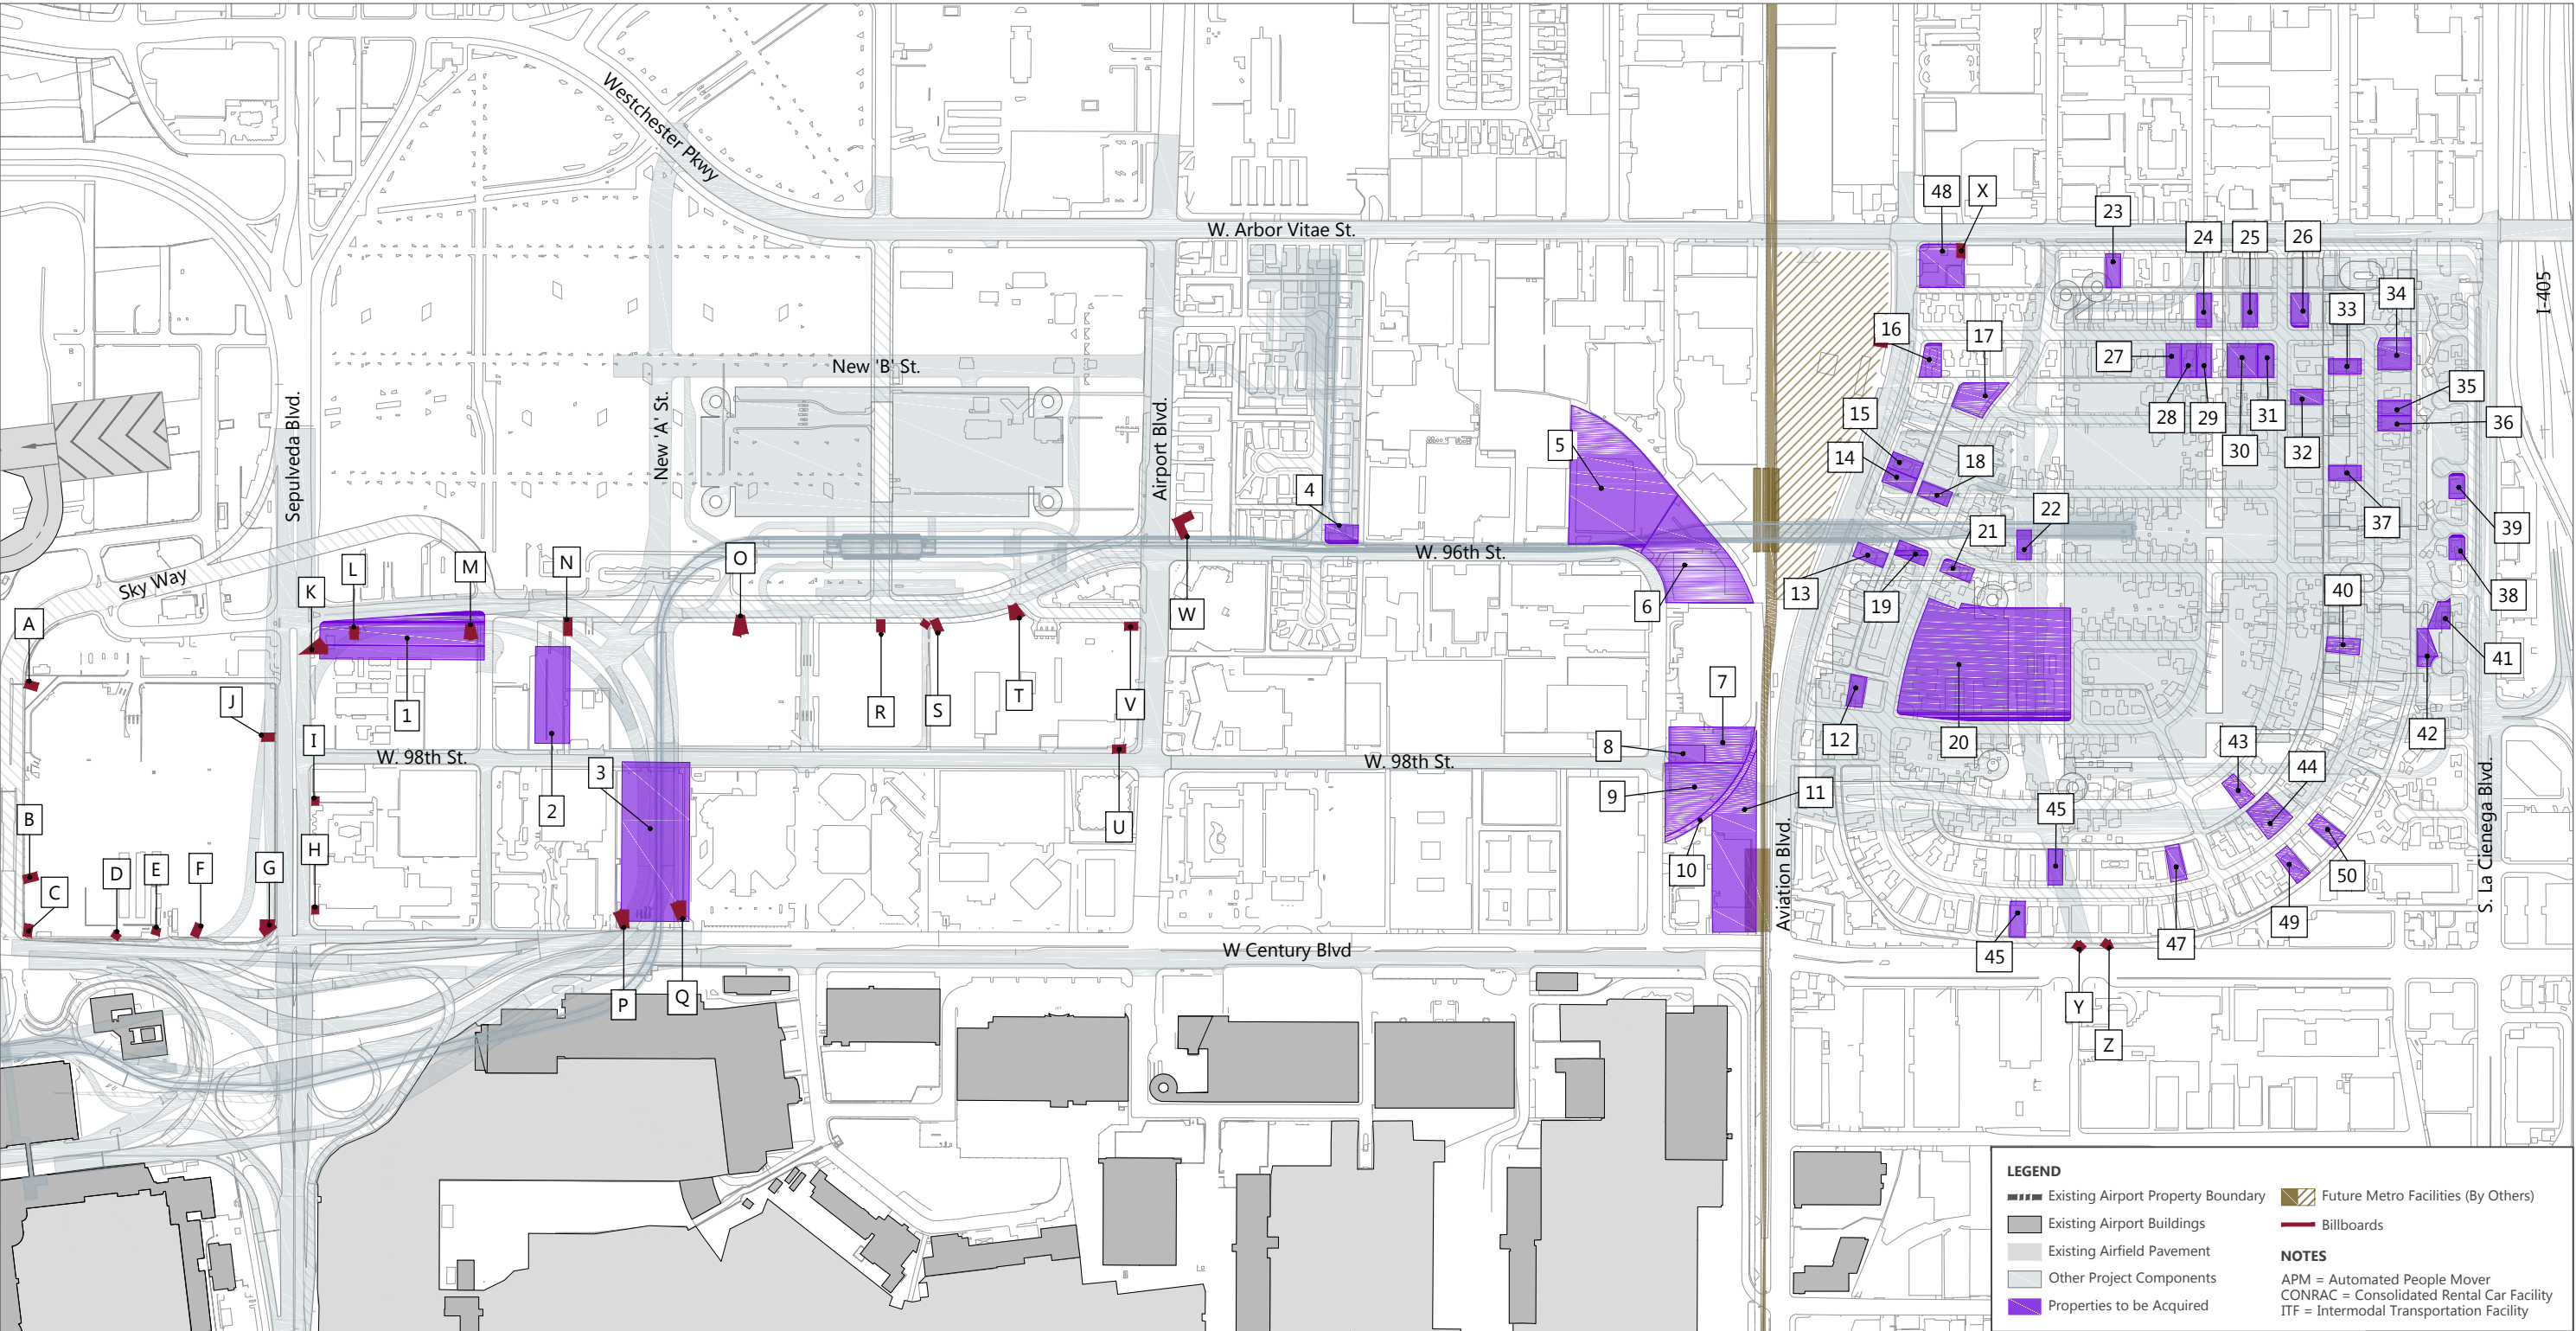 Westchester Pkwy
48
X
23
W. Arbor Vitae St.
24
25
26
I-405
34
33
16
17
27
New 'B' St.
35
Sepulveda Blvd.
New 'A' St.
Airport Blvd.
15
28
29
31
36
5
30
32
14
18
4
39
22
37
21
W. 96th St.
O
N
L
M
Sky Way
K
13
40
38
6
19
W
A
41
7
T
J
V
1
R
S
I
12
20
43
42
8
W. 98th St.
W. 98th St.
44
3
11
9
2
45
B
U
Aviation Blvd.
S. La Cienega Blvd.
H
G
F
E
D
10
50
C
49
47
W Century Blvd
45
P
Q
Y
Z
LEGEND
Existing Airport Property Boundary
Existing Airport Buildings
Existing Airfield Pavement
Other Project Components
Properties to be Acquired
Future Metro Facilities (By Others)
Billboards
NOTES
APM = Automated People Mover
CONRAC = Consolidated Rental Car Facility
ITF = Intermodal Transportation Facility